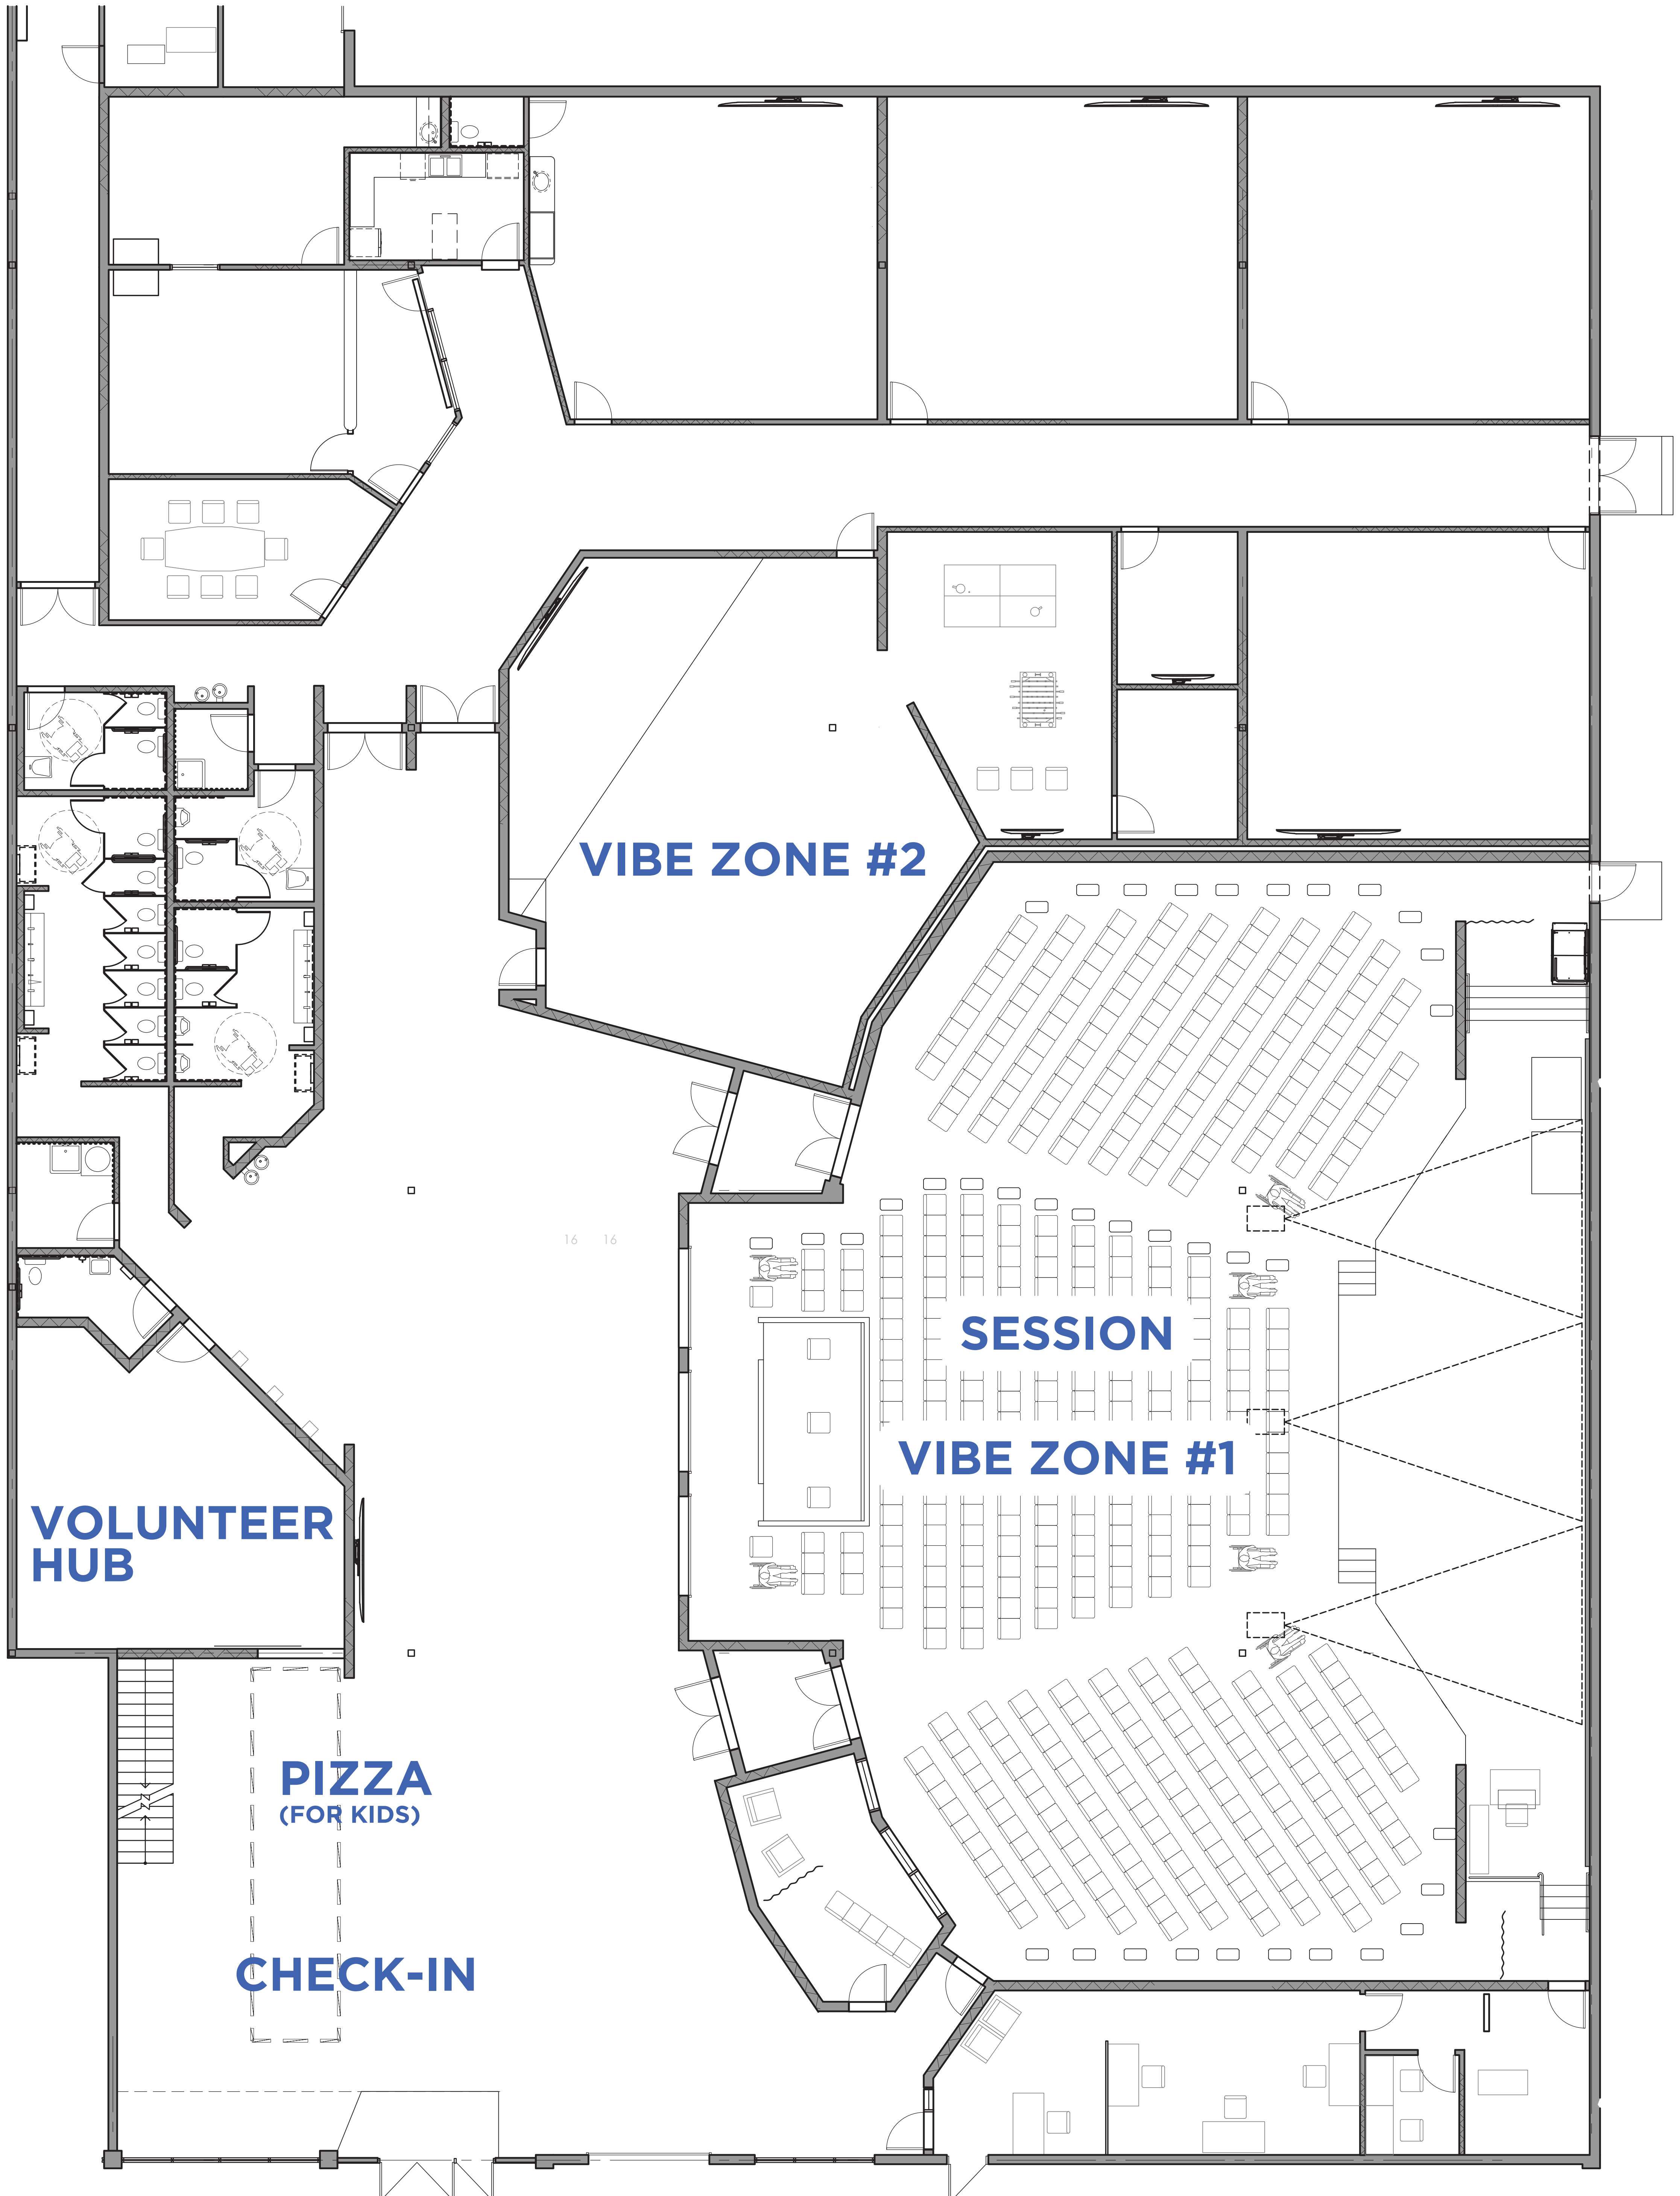 VIBE ZONE #2
16 16
SESSION
VIBE ZONE #1
VOLUNTEER
HUB
PIZZA
(FOR KIDS)
CHECK-IN